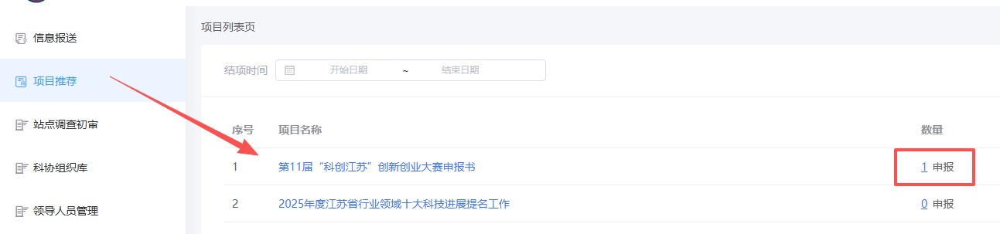 项目列表页
信息报送
结项时间 开始日期 ~ 结束日期
项目推荐
站点调查初审
序号 项目名称 数量
科协组织库
1 第11届“科创江苏”创新创业大赛申报书 1 申报
2 2025年度江苏省行业领域十大科技进展提名工作 0 申报
领导人员管理